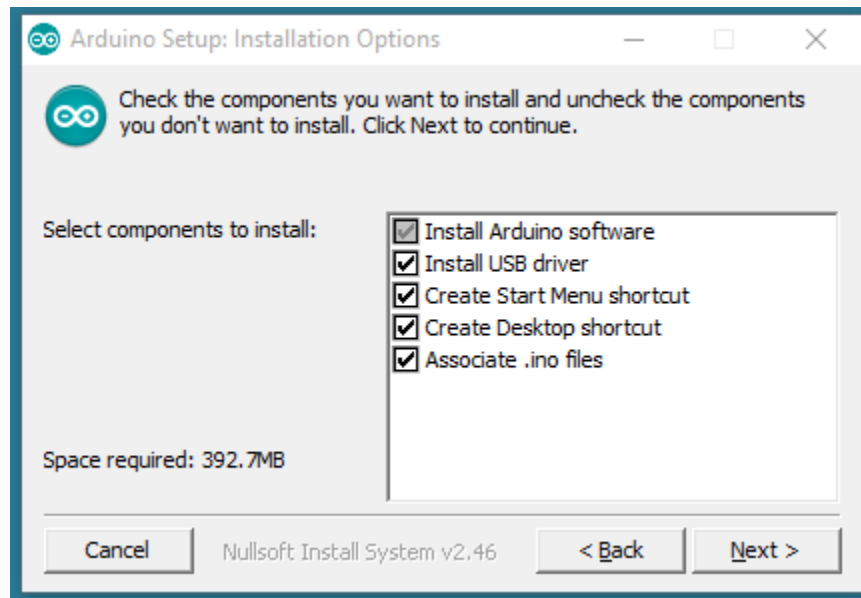 Arduino Setup: Installation Options
Check the components you want to install and uncheck the components
you don't want to install. Click Next to continue.
Select components to install:
Install Arduino software
Install USB driver
Create Start Menu shortcut
Create Desktop shortcut
Associate .ino files
Space required: 392.7MB
Cancel
Nullsoft Install System v2.46
< Back
Next >